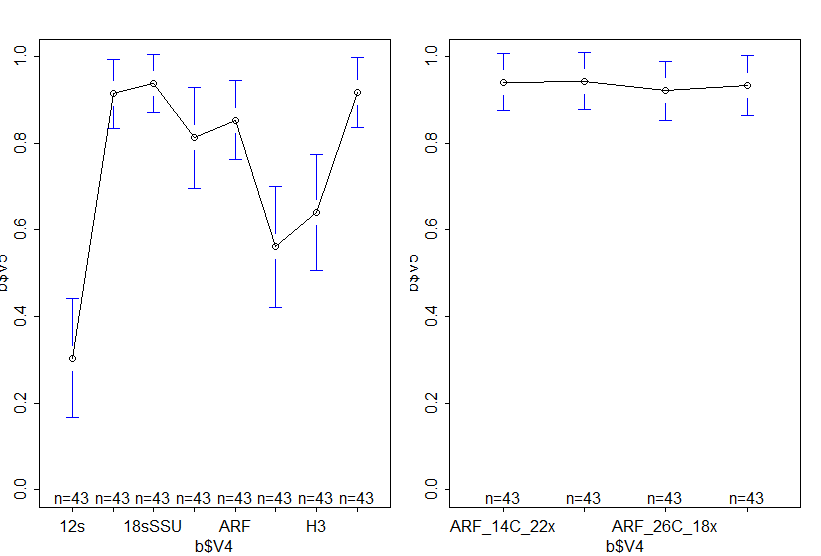 b$V5
1.0
0.8
0.6
0.4
0.2
0.0
n=43 n=43 n=43 n=43 n=43 n=43 n=43 n=43
12s 18sSSU ARF H3
b$V4
b$V5
1.0
0.8
0.6
0.4
0.2
0.0
n=43 n=43 n=43 n=43
ARF_14C_22x ARF_26C_18x
b$V4